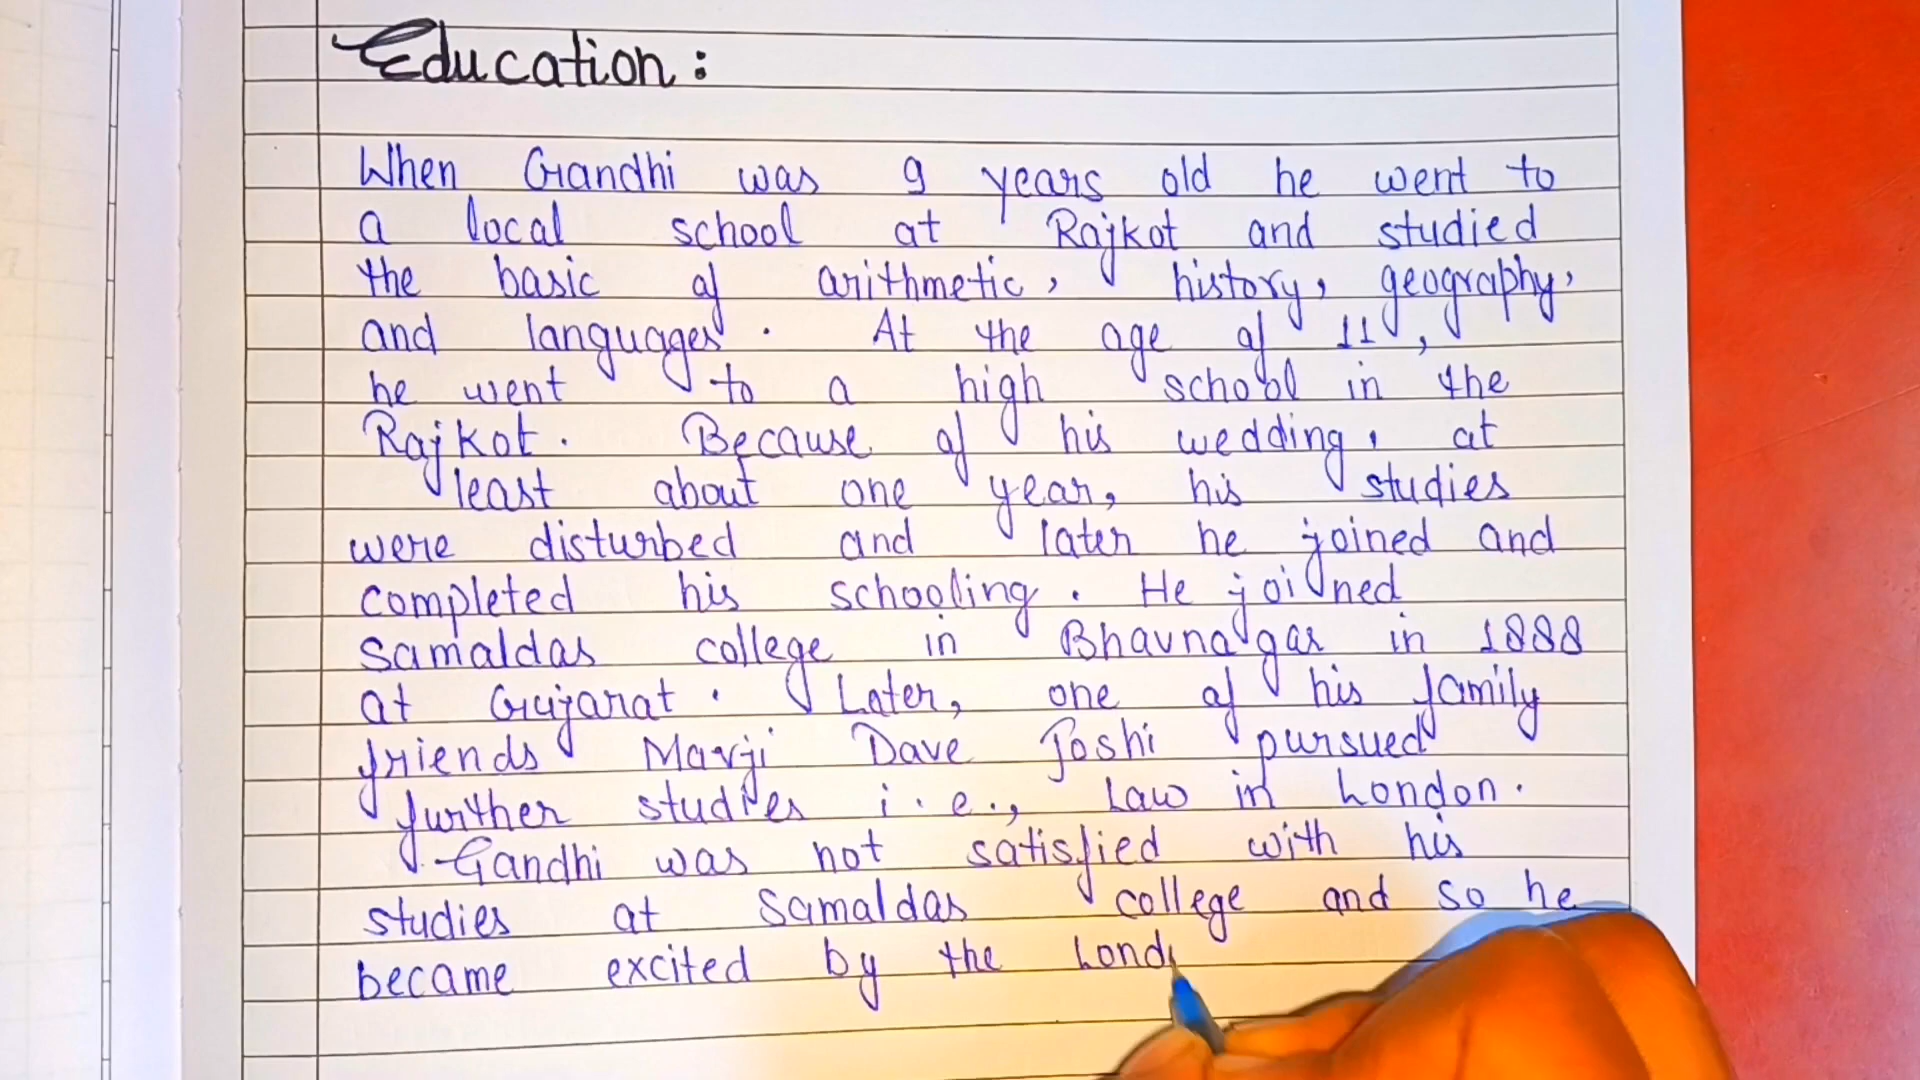 Education:
When Gandhi was 9 years old he went to
a local school at Rajkot and studied
the basic of arithmetic, history, geography,
and languages. At the age of 11,
he went to a high school in the
Rajkot. Because of his wedding, at
least about one year, his studies
were disturbed and later he joined and
completed his schooling. He joined
samaldas college in Bhavnagar in 1888
at Gujarat. Later, one of his family
friends Mavji Dave Joshi pursued
further studies i.e., Law in London.
Gandhi was not satisfied with his
studies at Samaldas college and so he
became excited by the Lond